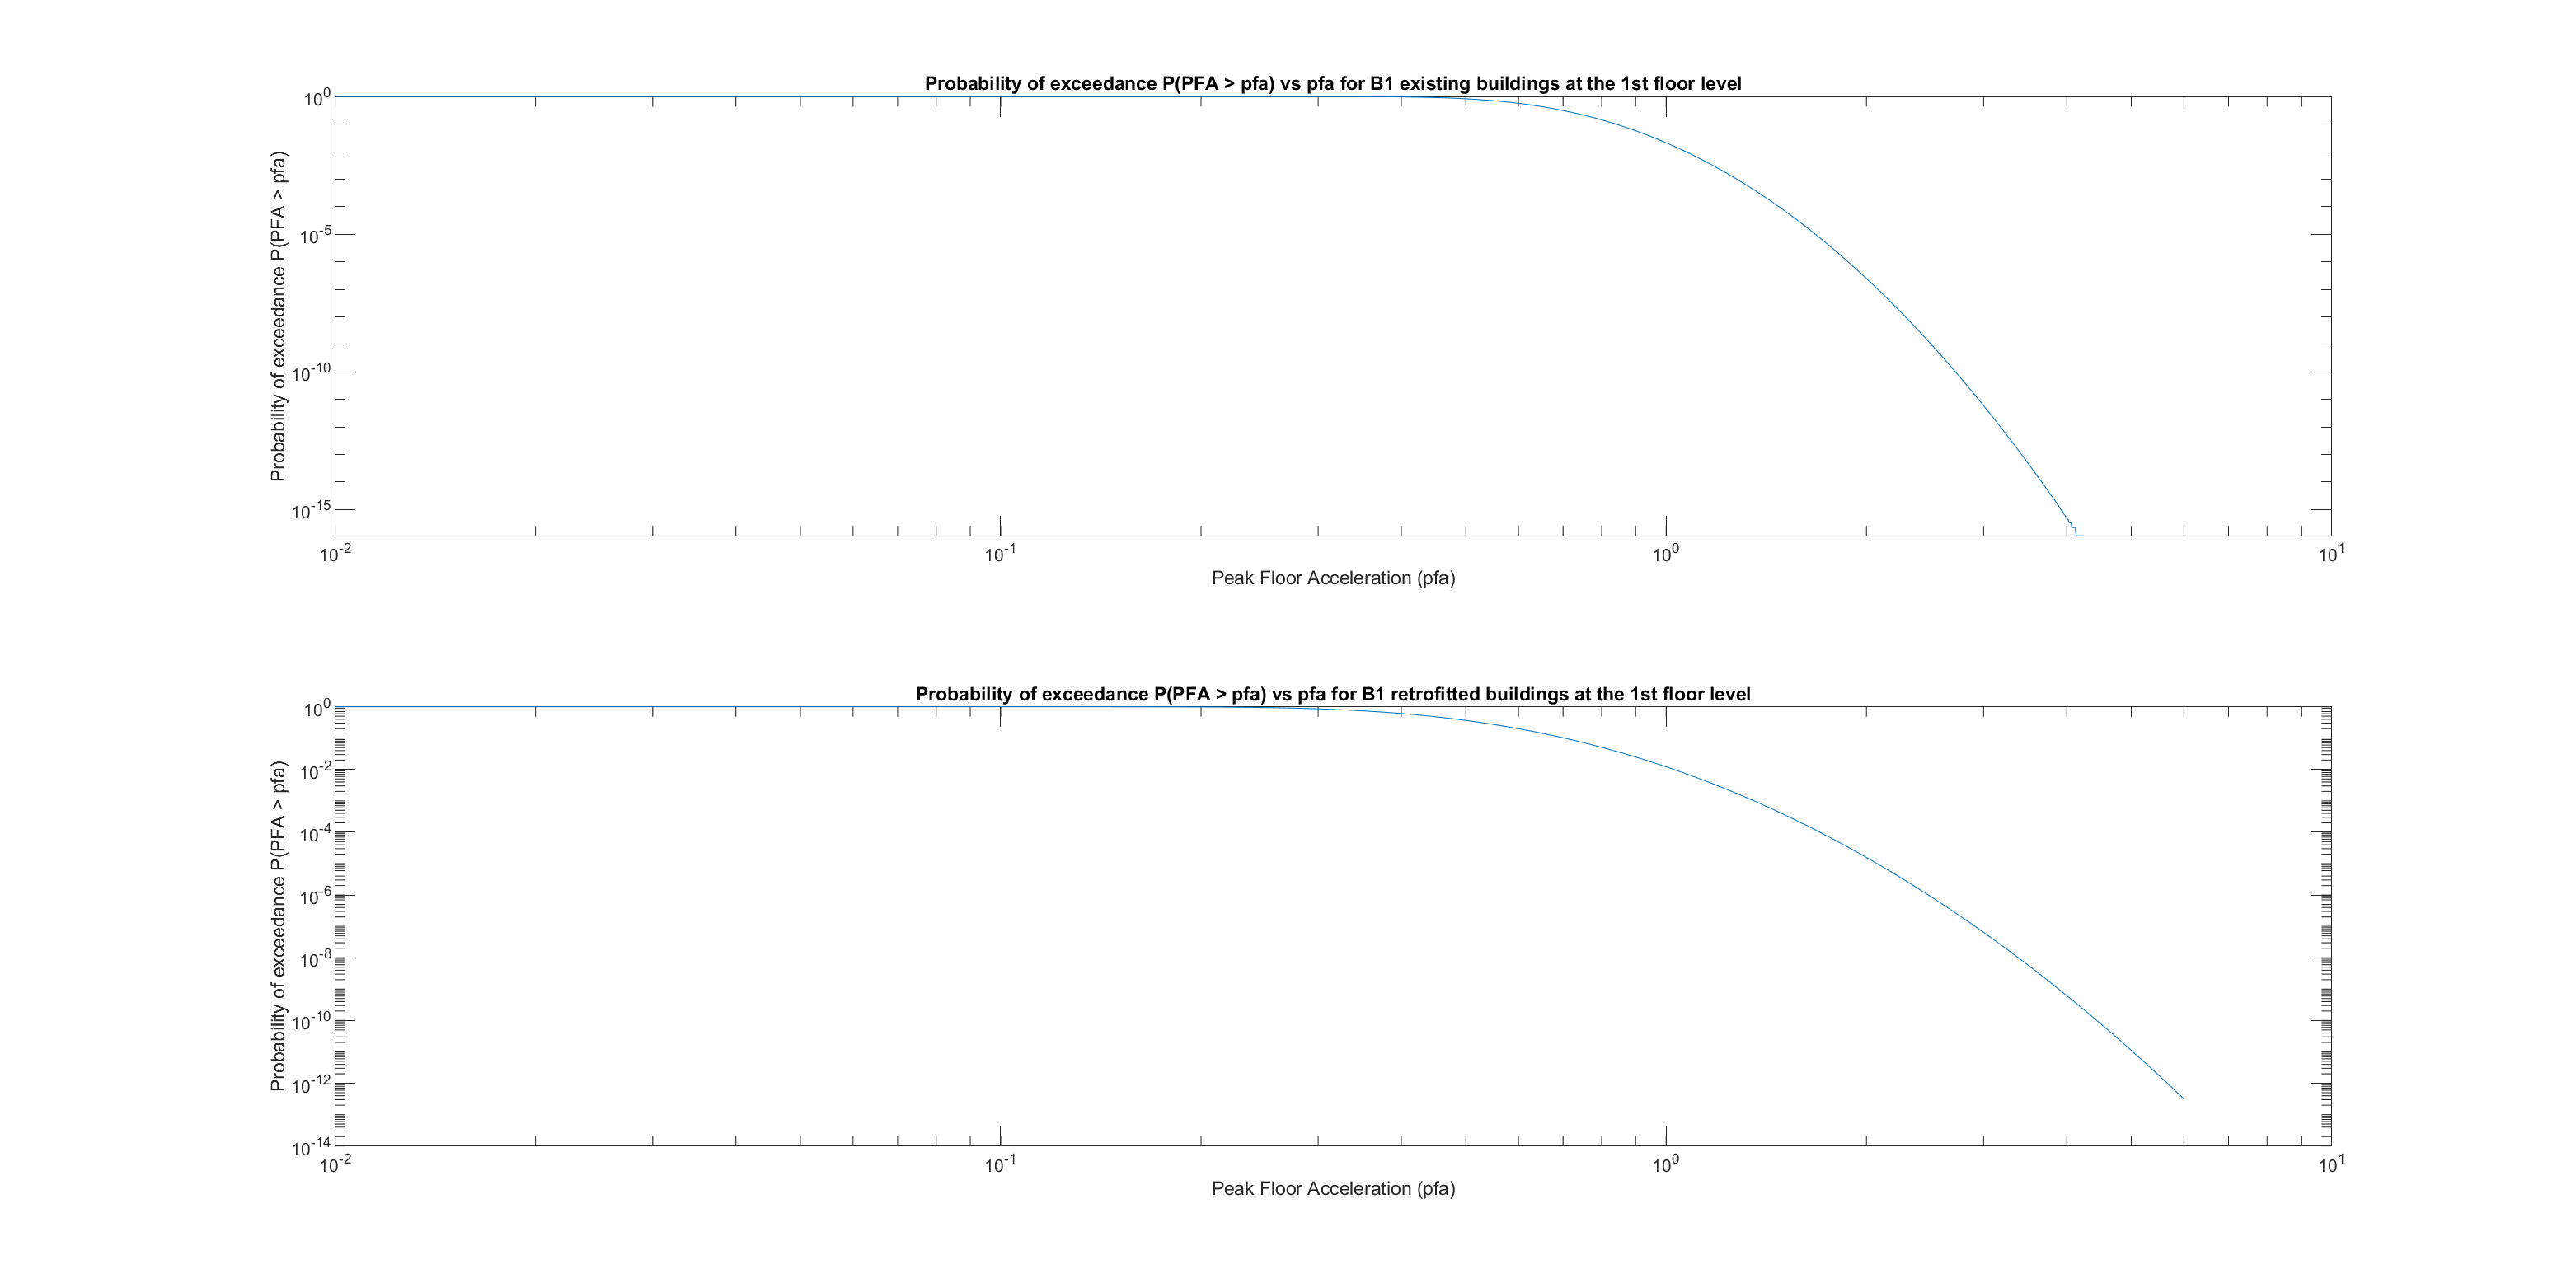 Probability of exceedance P(PFA > pfa) vs pfa for B1 existing buildings at the 1st floor level
Probability of exceedance P(PFA > pfa)
10^0
10^-5
10^-10
10^-15
10^-2 10^-1 10^0 10^1
Peak Floor Acceleration (pfa)
Probability of exceedance P(PFA > pfa) vs pfa for B1 retrofitted buildings at the 1st floor level
Probability of exceedance P(PFA > pfa)
10^0
10^-2
10^-4
10^-6
10^-8
10^-10
10^-12
10^-14
10^-2 10^-1 10^0 10^1
Peak Floor Acceleration (pfa)